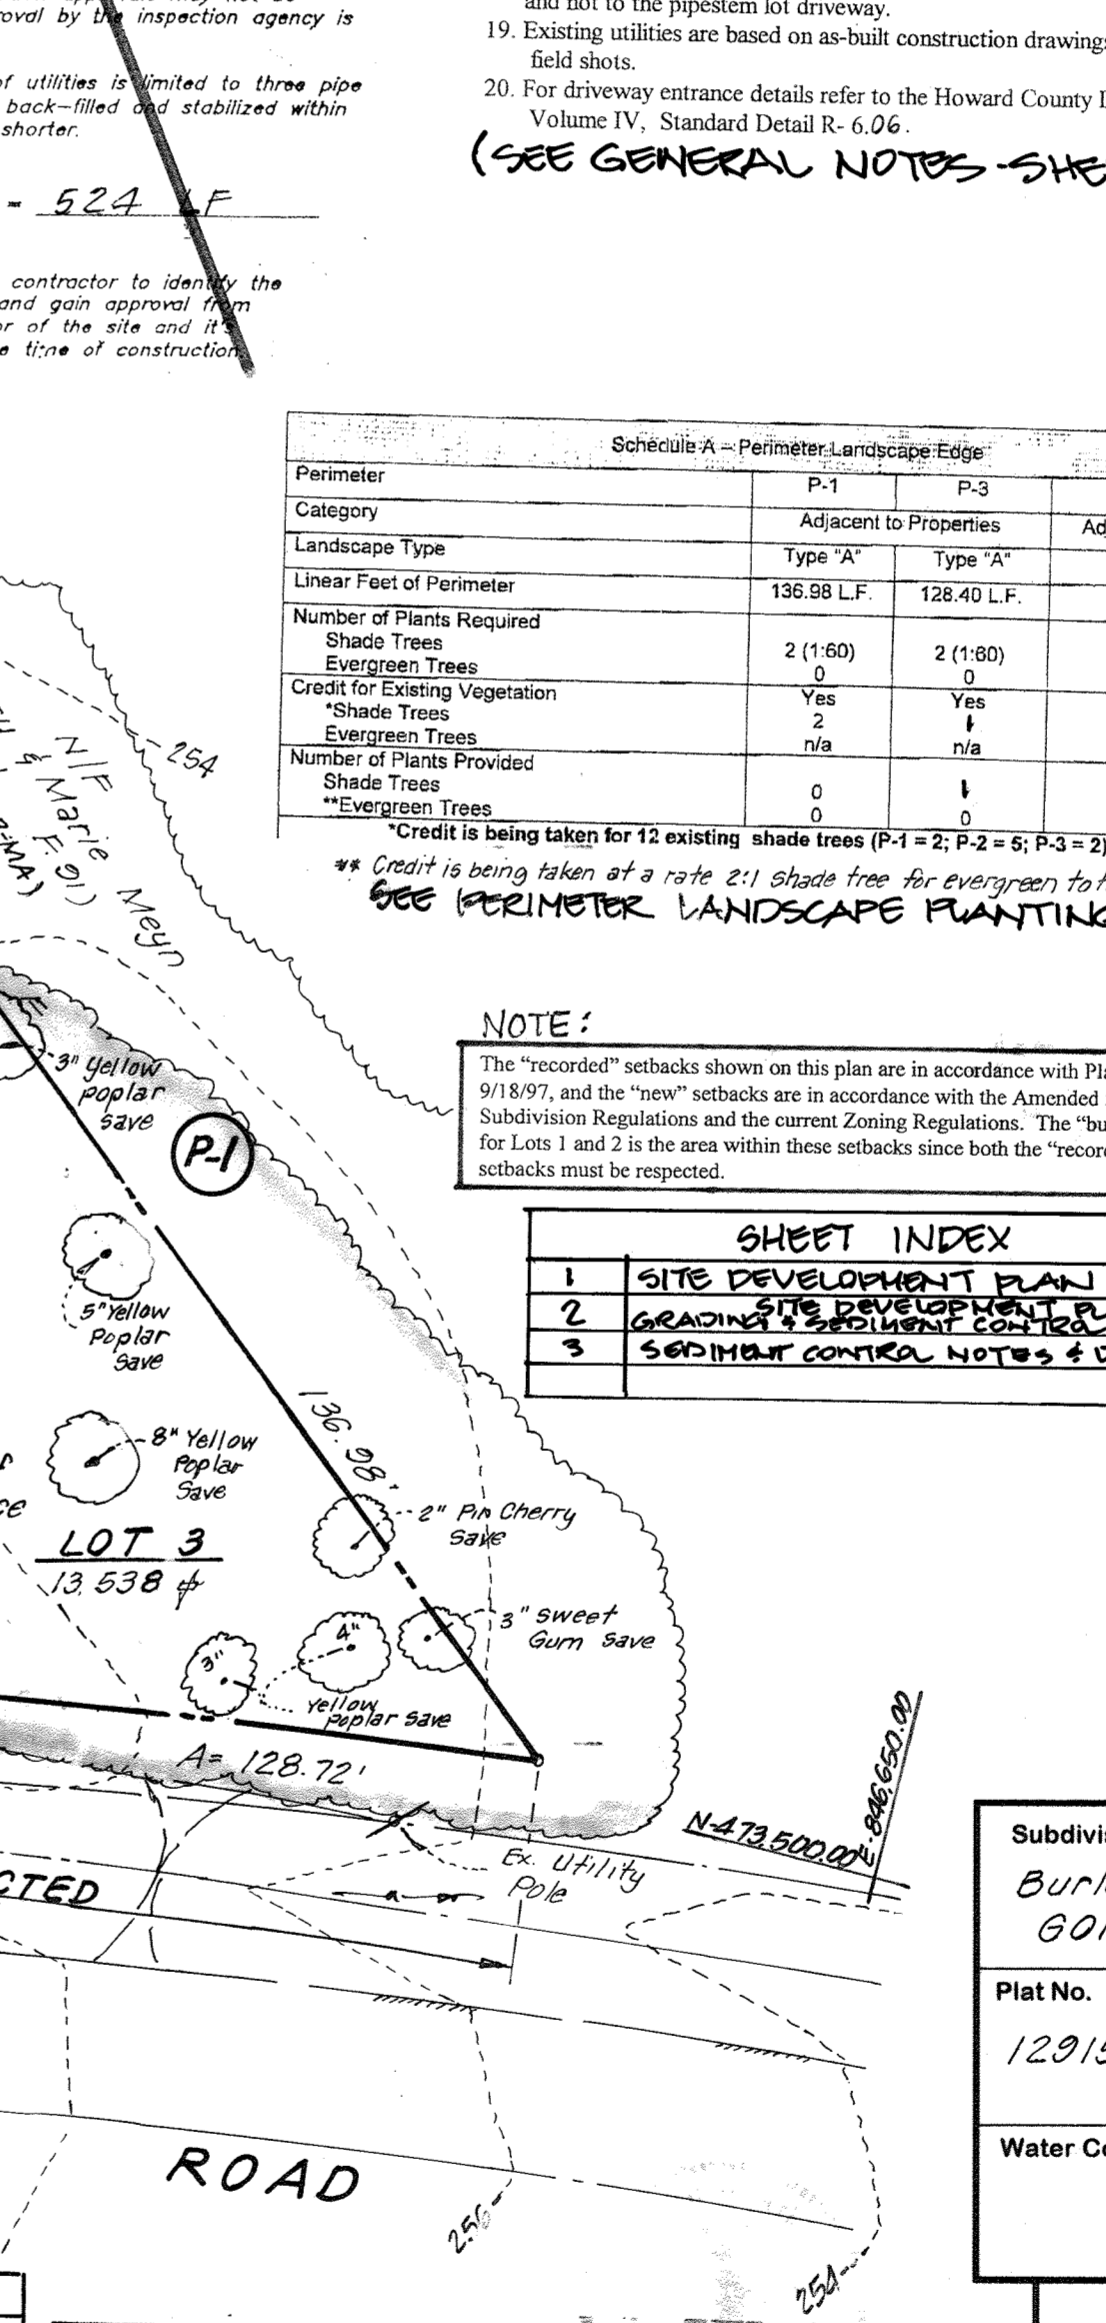 roval by the inspection agency is
of utilities is limited to three pipe
back-filled and stabilized within
shorter.
- 524 LF
contractor to identify the
and gain approval from
or of the site and it's
time of construction
and not to the pipestem lot driveway.
19. Existing utilities are based on as-built construction drawings
field shots.
20. For driveway entrance details refer to the Howard County
Volume IV, Standard Detail R- 6.06.
(SEE GENERAL NOTES - SHE
Schedule A - Perimeter Landscape Edge
Perimeter P-1 P-3
Category Adjacent to Properties Ad
Landscape Type Type "A" Type "A"
Linear Feet of Perimeter 136.98 L.F. 128.40 L.F.
Number of Plants Required
Shade Trees 2 (1:60) 2 (1:60)
Evergreen Trees 0 0
Credit for Existing Vegetation Yes Yes
*Shade Trees 2 1
Evergreen Trees n/a n/a
Number of Plants Provided
Shade Trees 0 1
**Evergreen Trees 0 0
*Credit is being taken for 12 existing shade trees (P-1 = 2; P-2 = 5; P-3 = 2)
** Credit is being taken at a rate 2:1 shade tree for evergreen to
SEE PERIMETER LANDSCAPE PLANTING
254
N/F
& Marie Meyn
F. 91)
NOTE:
The "recorded" setbacks shown on this plan are in accordance with
9/18/97, and the "new" setbacks are in accordance with the Amended
Subdivision Regulations and the current Zoning Regulations. The "bu
for Lots 1 and 2 is the area within these setbacks since both the "recor
setbacks must be respected.
SHEET INDEX
1 SITE DEVELOPMENT PLAN
2 SITE DEVELOPMENT PL
GRADING & SEDIMENT CONTROL
3 SEDIMENT CONTROL NOTES &
3" Yellow
Poplar
Save
P-1
5" Yellow
Poplar
Save
136.98'
8" Yellow
Poplar
Save
2" Pin Cherry
Save
LOT 3
13,538
3" Sweet
Gum Save
3"
4"
Yellow
Poplar Save
A= 128.72'
N-473,500.00
E-846,650.00
Ex. Utility
Pole
CTED
ROAD
256
254
Subdivis
Burl
Plat No.
12915
Water Co